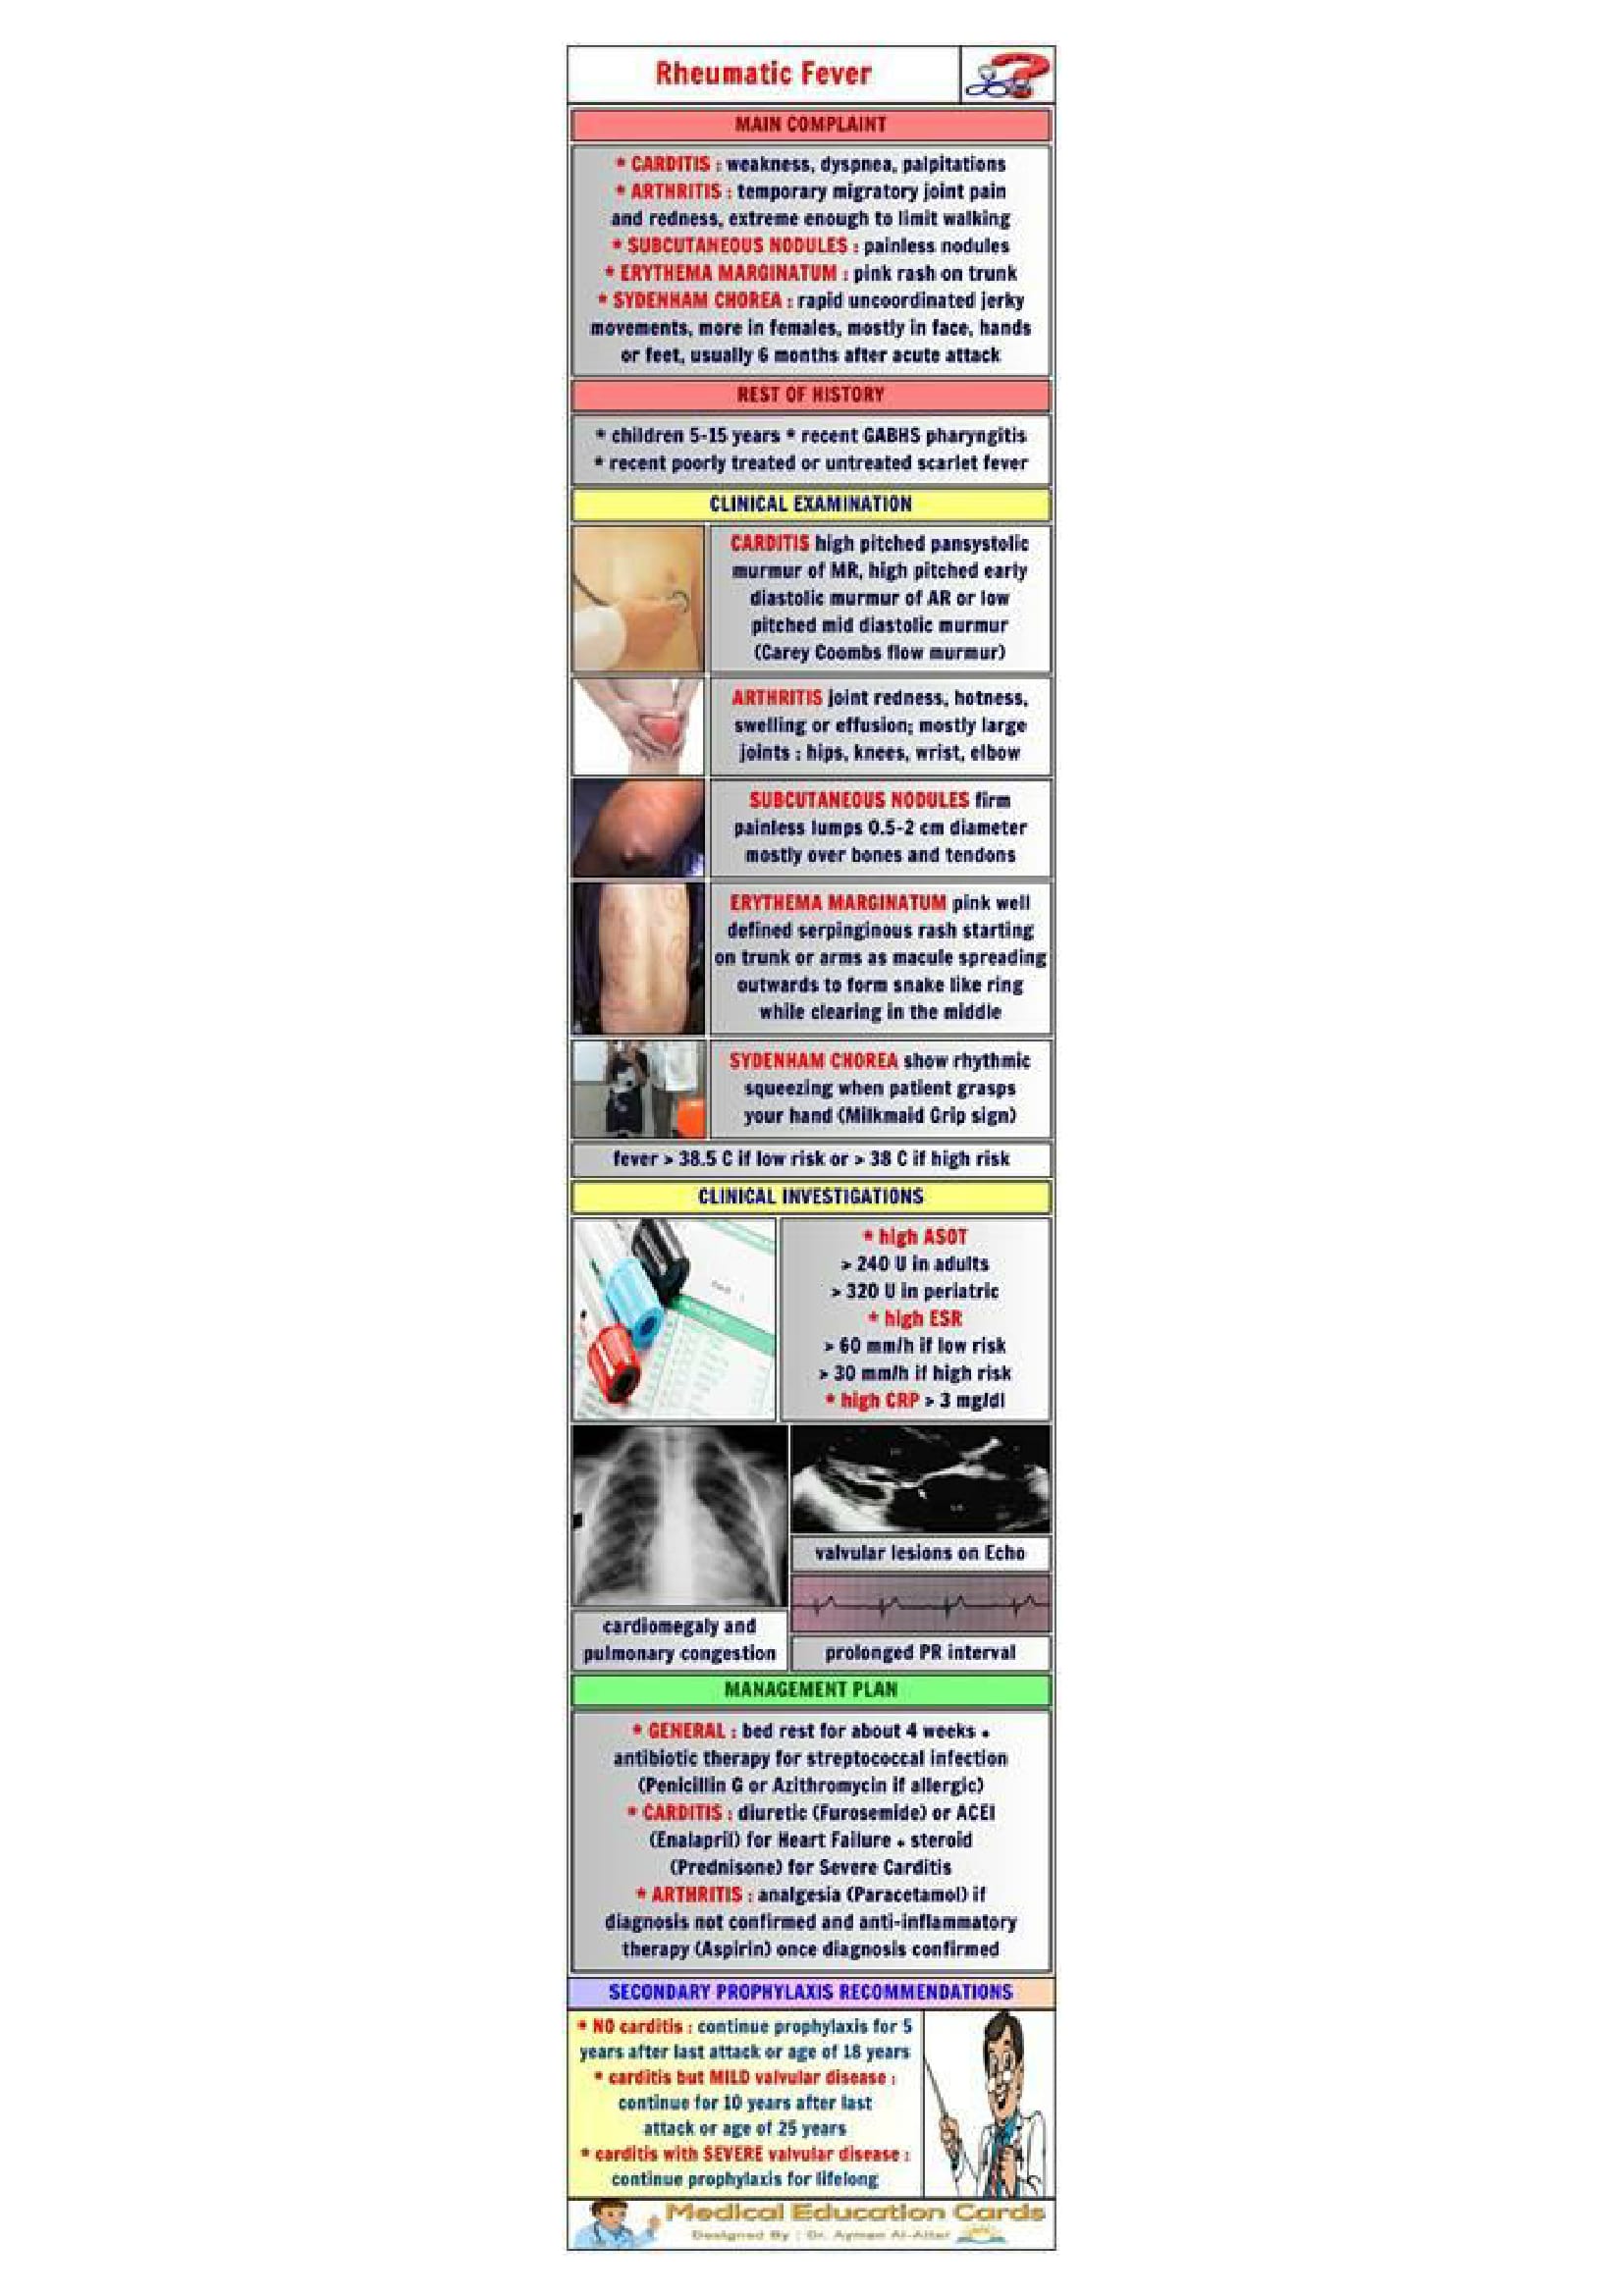 Rheumatic Fever
MAIN COMPLAINT
* CARDITIS : weakness, dyspnea, palpitations
* ARTHRITIS : temporary migratory joint pain
and redness, extreme enough to limit walking
* SUBCUTANEOUS NODULES : painless nodules
* ERYTHEMA MARGINATUM : pink rash on trunk
* SYDENHAM CHOREA : rapid uncoordinated jerky
movements, more in females, mostly in face, hands
or feet, usually 6 months after acute attack
REST OF HISTORY
* children 5-15 years * recent GABHS pharyngitis
* recent poorly treated or untreated scarlet fever
CLINICAL EXAMINATION
CARDITIS high pitched pansystolic
murmur of MR, high pitched early
diastolic murmur of AR or low
pitched mid diastolic murmur
(Carey Coombs flow murmur)
ARTHRITIS joint redness, hotness,
swelling or effusion; mostly large
joints : hips, knees, wrist, elbow
SUBCUTANEOUS NODULES firm
painless lumps 0.5-2 cm diameter
mostly over bones and tendons
ERYTHEMA MARGINATUM pink well
defined serpinginous rash starting
on trunk or arms as macule spreading
outwards to form snake like ring
while clearing in the middle
SYDENHAM CHOREA show rhythmic
squeezing when patient grasps
your hand (Milkmaid Grip sign)
fever > 38.5 C if low risk or > 38 C if high risk
CLINICAL INVESTIGATIONS
* high ASOT
> 240 U in adults
> 320 U in periatric
* high ESR
> 60 mm/h if low risk
> 30 mm/h if high risk
* high CRP > 3 mg/dl
valvular lesions on Echo
cardiomegaly and
pulmonary congestion
prolonged PR interval
MANAGEMENT PLAN
* GENERAL : bed rest for about 4 weeks +
antibiotic therapy for streptococcal infection
(Penicillin G or Azithromycin if allergic)
* CARDITIS : diuretic (Furosemide) or ACEI
(Enalapril) for Heart Failure + steroid
(Prednisone) for Severe Carditis
* ARTHRITIS : analgesia (Paracetamol) if
diagnosis not confirmed and anti-inflammatory
therapy (Aspirin) once diagnosis confirmed
SECONDARY PROPHYLAXIS RECOMMENDATIONS
* NO carditis : continue prophylaxis for 5
years after last attack or age of 18 years
* carditis but MILD valvular disease :
continue for 10 years after last
attack or age of 25 years
* carditis with SEVERE valvular disease :
continue prophylaxis for lifelong
Medical Education Cards
Designed By : Dr. Ayman Al-Attar